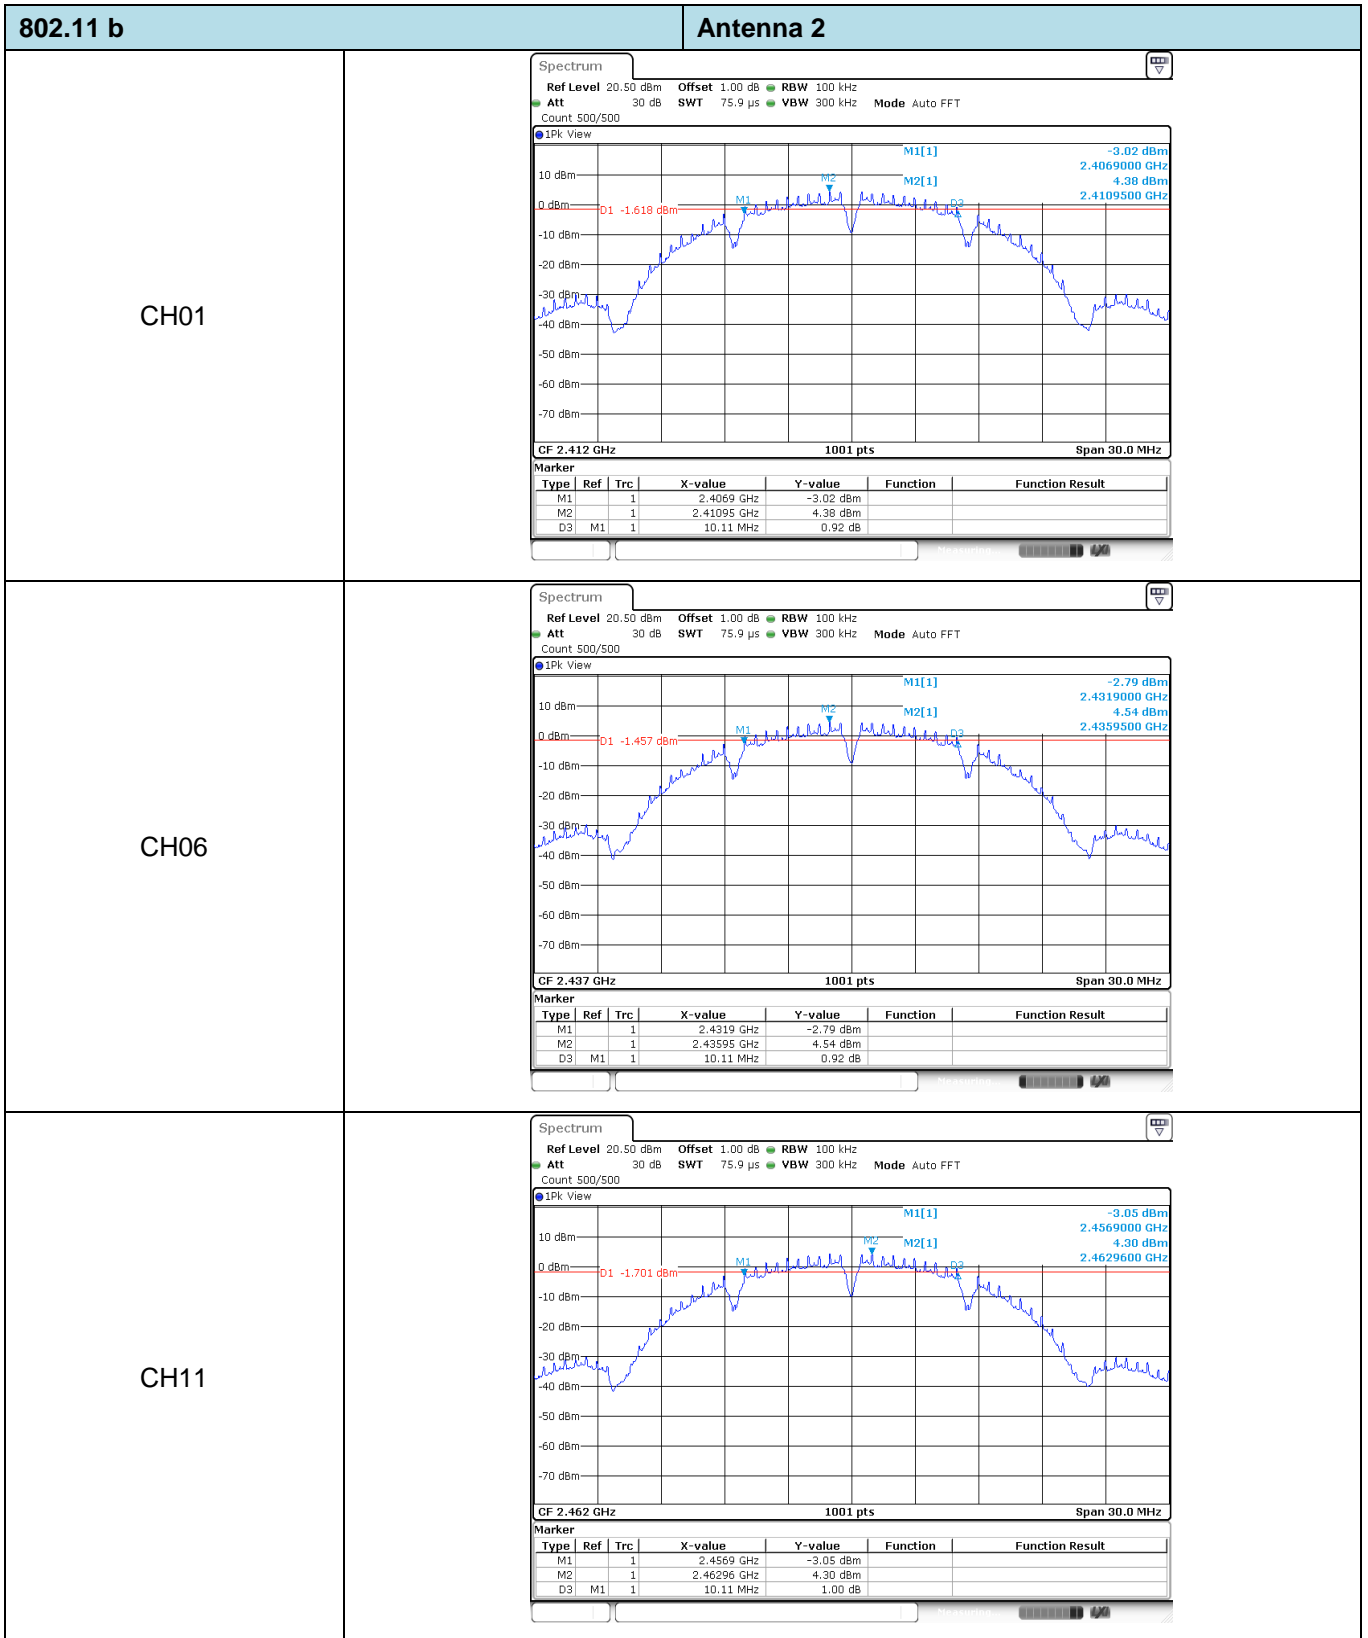 802.11 b Antenna 2
CH01
Spectrum
Ref Level 20.50 dBm Offset 1.00 dB RBW 100 kHz
Att 30 dB SWT 75.9 µs VBW 300 kHz Mode Auto FFT
Count 500/500
1Pk View
M1[1] -3.02 dBm
2.4069000 GHz
M2[1] 4.38 dBm
2.4109500 GHz
10 dBm
M2
M1
D3
0 dBm
D1 -1.618 dBm
-10 dBm
-20 dBm
-30 dBm
-40 dBm
-50 dBm
-60 dBm
-70 dBm
CF 2.412 GHz 1001 pts Span 30.0 MHz
Marker
Type Ref Trc X-value Y-value Function Function Result
M1 1 2.4069 GHz -3.02 dBm
M2 1 2.41095 GHz 4.38 dBm
D3 M1 1 10.11 MHz 0.92 dB
Measuring...
LXI
CH06
Spectrum
Ref Level 20.50 dBm Offset 1.00 dB RBW 100 kHz
Att 30 dB SWT 75.9 µs VBW 300 kHz Mode Auto FFT
Count 500/500
1Pk View
M1[1] -2.79 dBm
2.4319000 GHz
M2[1] 4.54 dBm
2.4359500 GHz
10 dBm
M2
M1
D3
0 dBm
D1 -1.457 dBm
-10 dBm
-20 dBm
-30 dBm
-40 dBm
-50 dBm
-60 dBm
-70 dBm
CF 2.437 GHz 1001 pts Span 30.0 MHz
Marker
Type Ref Trc X-value Y-value Function Function Result
M1 1 2.4319 GHz -2.79 dBm
M2 1 2.43595 GHz 4.54 dBm
D3 M1 1 10.11 MHz 0.92 dB
Measuring...
LXI
CH11
Spectrum
Ref Level 20.50 dBm Offset 1.00 dB RBW 100 kHz
Att 30 dB SWT 75.9 µs VBW 300 kHz Mode Auto FFT
Count 500/500
1Pk View
M1[1] -3.05 dBm
2.4569000 GHz
M2[1] 4.30 dBm
2.4629600 GHz
10 dBm
M2
M1
D3
0 dBm
D1 -1.701 dBm
-10 dBm
-20 dBm
-30 dBm
-40 dBm
-50 dBm
-60 dBm
-70 dBm
CF 2.462 GHz 1001 pts Span 30.0 MHz
Marker
Type Ref Trc X-value Y-value Function Function Result
M1 1 2.4569 GHz -3.05 dBm
M2 1 2.46296 GHz 4.30 dBm
D3 M1 1 10.11 MHz 1.00 dB
Measuring...
LXI